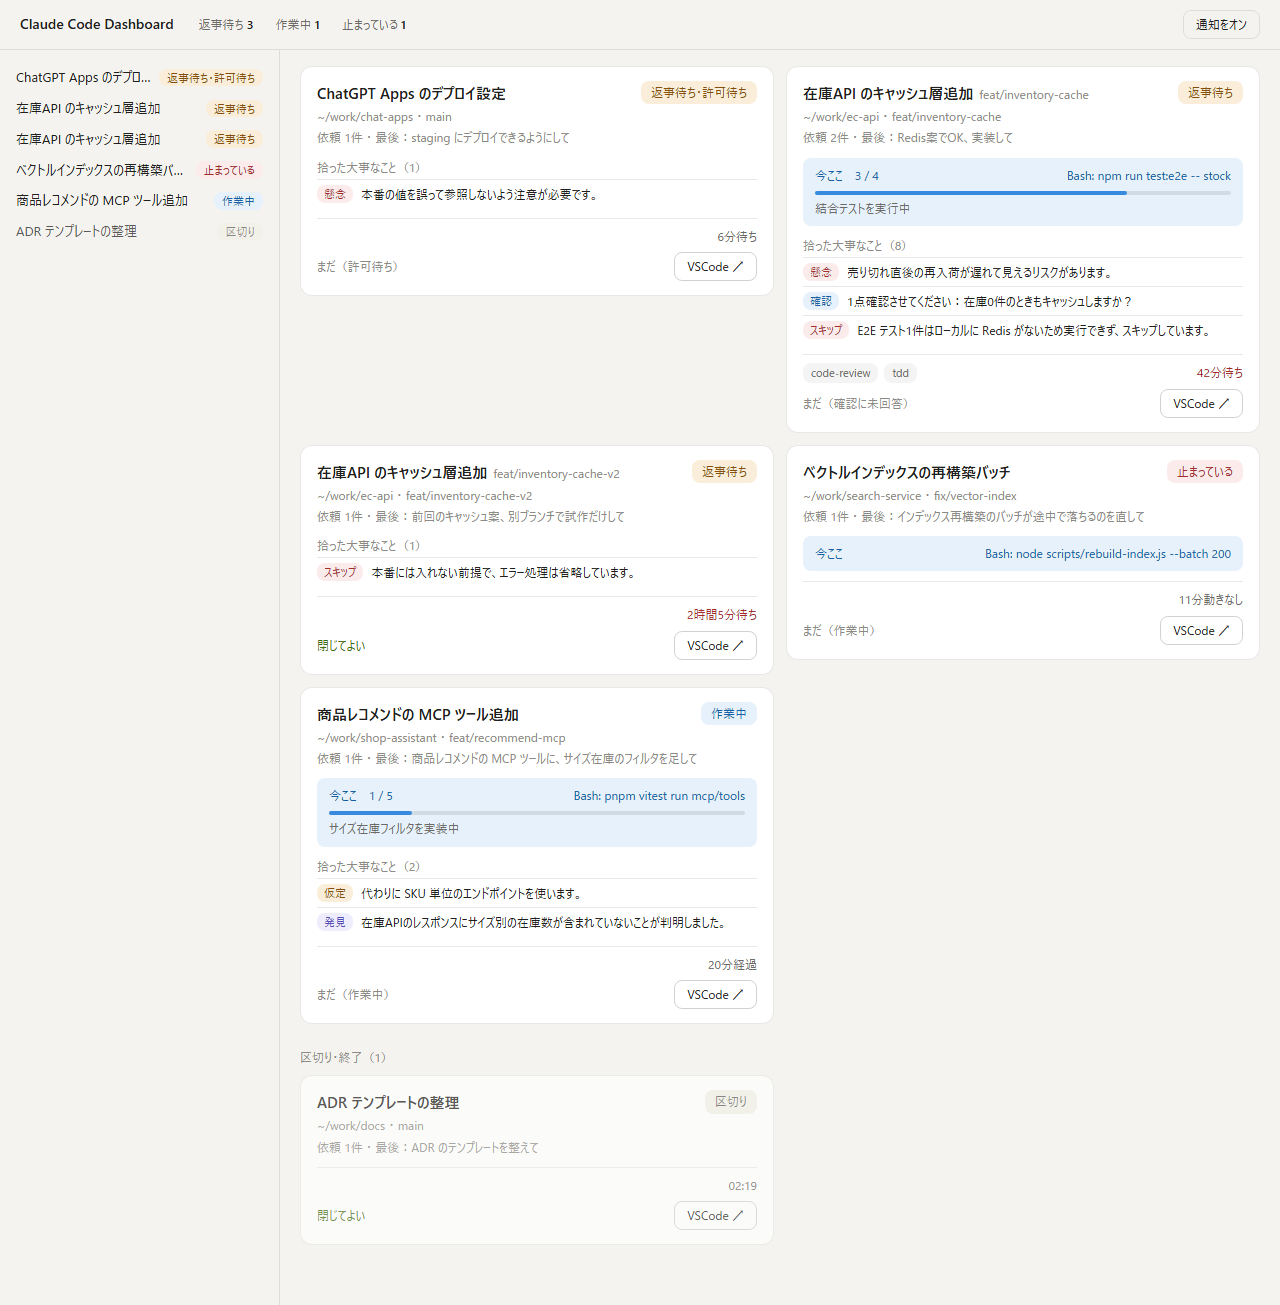 Claude Code Dashboard 返事待ち 3 作業中 1 止まっている 1 通知をオン
ChatGPT Apps のデプロ… 返事待ち・許可待ち
在庫API のキャッシュ層追加 返事待ち
在庫API のキャッシュ層追加 返事待ち
ベクトルインデックスの再構築バ… 止まっている
商品レコメンドの MCP ツール追加 作業中
ADR テンプレートの整理 区切り
ChatGPT Apps のデプロイ設定 返事待ち・許可待ち
~/work/chat-apps・main
依頼 1件・最後：staging にデプロイできるようにして
拾った大事なこと（1）
懸念 本番の値を誤って参照しないよう注意が必要です。
6分待ち
まだ（許可待ち） VSCode ↗
在庫API のキャッシュ層追加 feat/inventory-cache 返事待ち
~/work/ec-api・feat/inventory-cache
依頼 2件・最後：Redis案でOK、実装して
今ここ 3 / 4 Bash: npm run test:e2e -- stock
結合テストを実行中
拾った大事なこと（8）
懸念 売り切れ直後の再入荷が遅れて見えるリスクがあります。
確認 1点確認させてください：在庫0件のときもキャッシュしますか？
スキップ E2E テスト1件はローカルに Redis がないため実行できず、スキップしています。
code-review tdd 42分待ち
まだ（確認に未回答） VSCode ↗
在庫API のキャッシュ層追加 feat/inventory-cache-v2 返事待ち
~/work/ec-api・feat/inventory-cache-v2
依頼 1件・最後：前回のキャッシュ案、別ブランチで試作だけして
拾った大事なこと（1）
スキップ 本番には入れない前提で、エラー処理は省略しています。
2時間5分待ち
閉じてよい VSCode ↗
ベクトルインデックスの再構築バッチ 止まっている
~/work/search-service・fix/vector-index
依頼 1件・最後：インデックス再構築のバッチが途中で落ちるのを直して
今ここ Bash: node scripts/rebuild-index.js --batch 200
11分動きなし
まだ（作業中） VSCode ↗
商品レコメンドの MCP ツール追加 作業中
~/work/shop-assistant・feat/recommend-mcp
依頼 1件・最後：商品レコメンドの MCP ツールに、サイズ在庫のフィルタを足して
今ここ 1 / 5 Bash: pnpm vitest run mcp/tools
サイズ在庫フィルタを実装中
拾った大事なこと（2）
仮定 代わりに SKU 単位のエンドポイントを使います。
発見 在庫APIのレスポンスにサイズ別の在庫数が含まれていないことが判明しました。
20分経過
まだ（作業中） VSCode ↗
区切り・終了（1）
ADR テンプレートの整理 区切り
~/work/docs・main
依頼 1件・最後：ADR のテンプレートを整えて
02:19
閉じてよい VSCode ↗